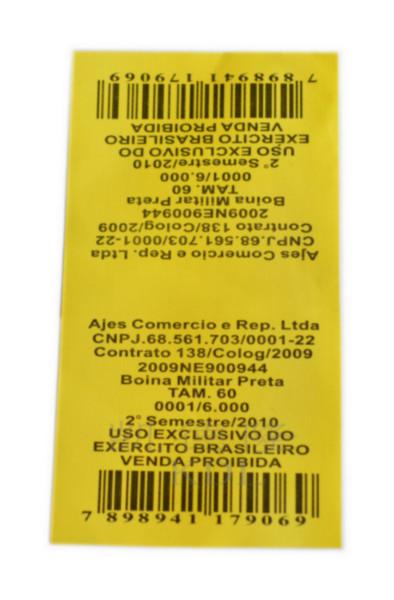 7 898941 179069
VENDA PROIBIDA
EXÉRCITO BRASILEIRO
USO EXCLUSIVO DO
2° Semestre/2010
0001/6.000
TAM. 60
Boina Militar Preta
2009NE900944
Contrato 138/Colog/2009
CNPJ.68.561.703/0001-22
Ajes Comercio e Rep. Ltda
Ajes Comercio e Rep. Ltda
CNPJ.68.561.703/0001-22
Contrato 138/Colog/2009
2009NE900944
Boina Militar Preta
TAM. 60
0001/6.000
2° Semestre/2010
USO EXCLUSIVO DO
EXÉRCITO BRASILEIRO
VENDA PROIBIDA
7 898941 179069